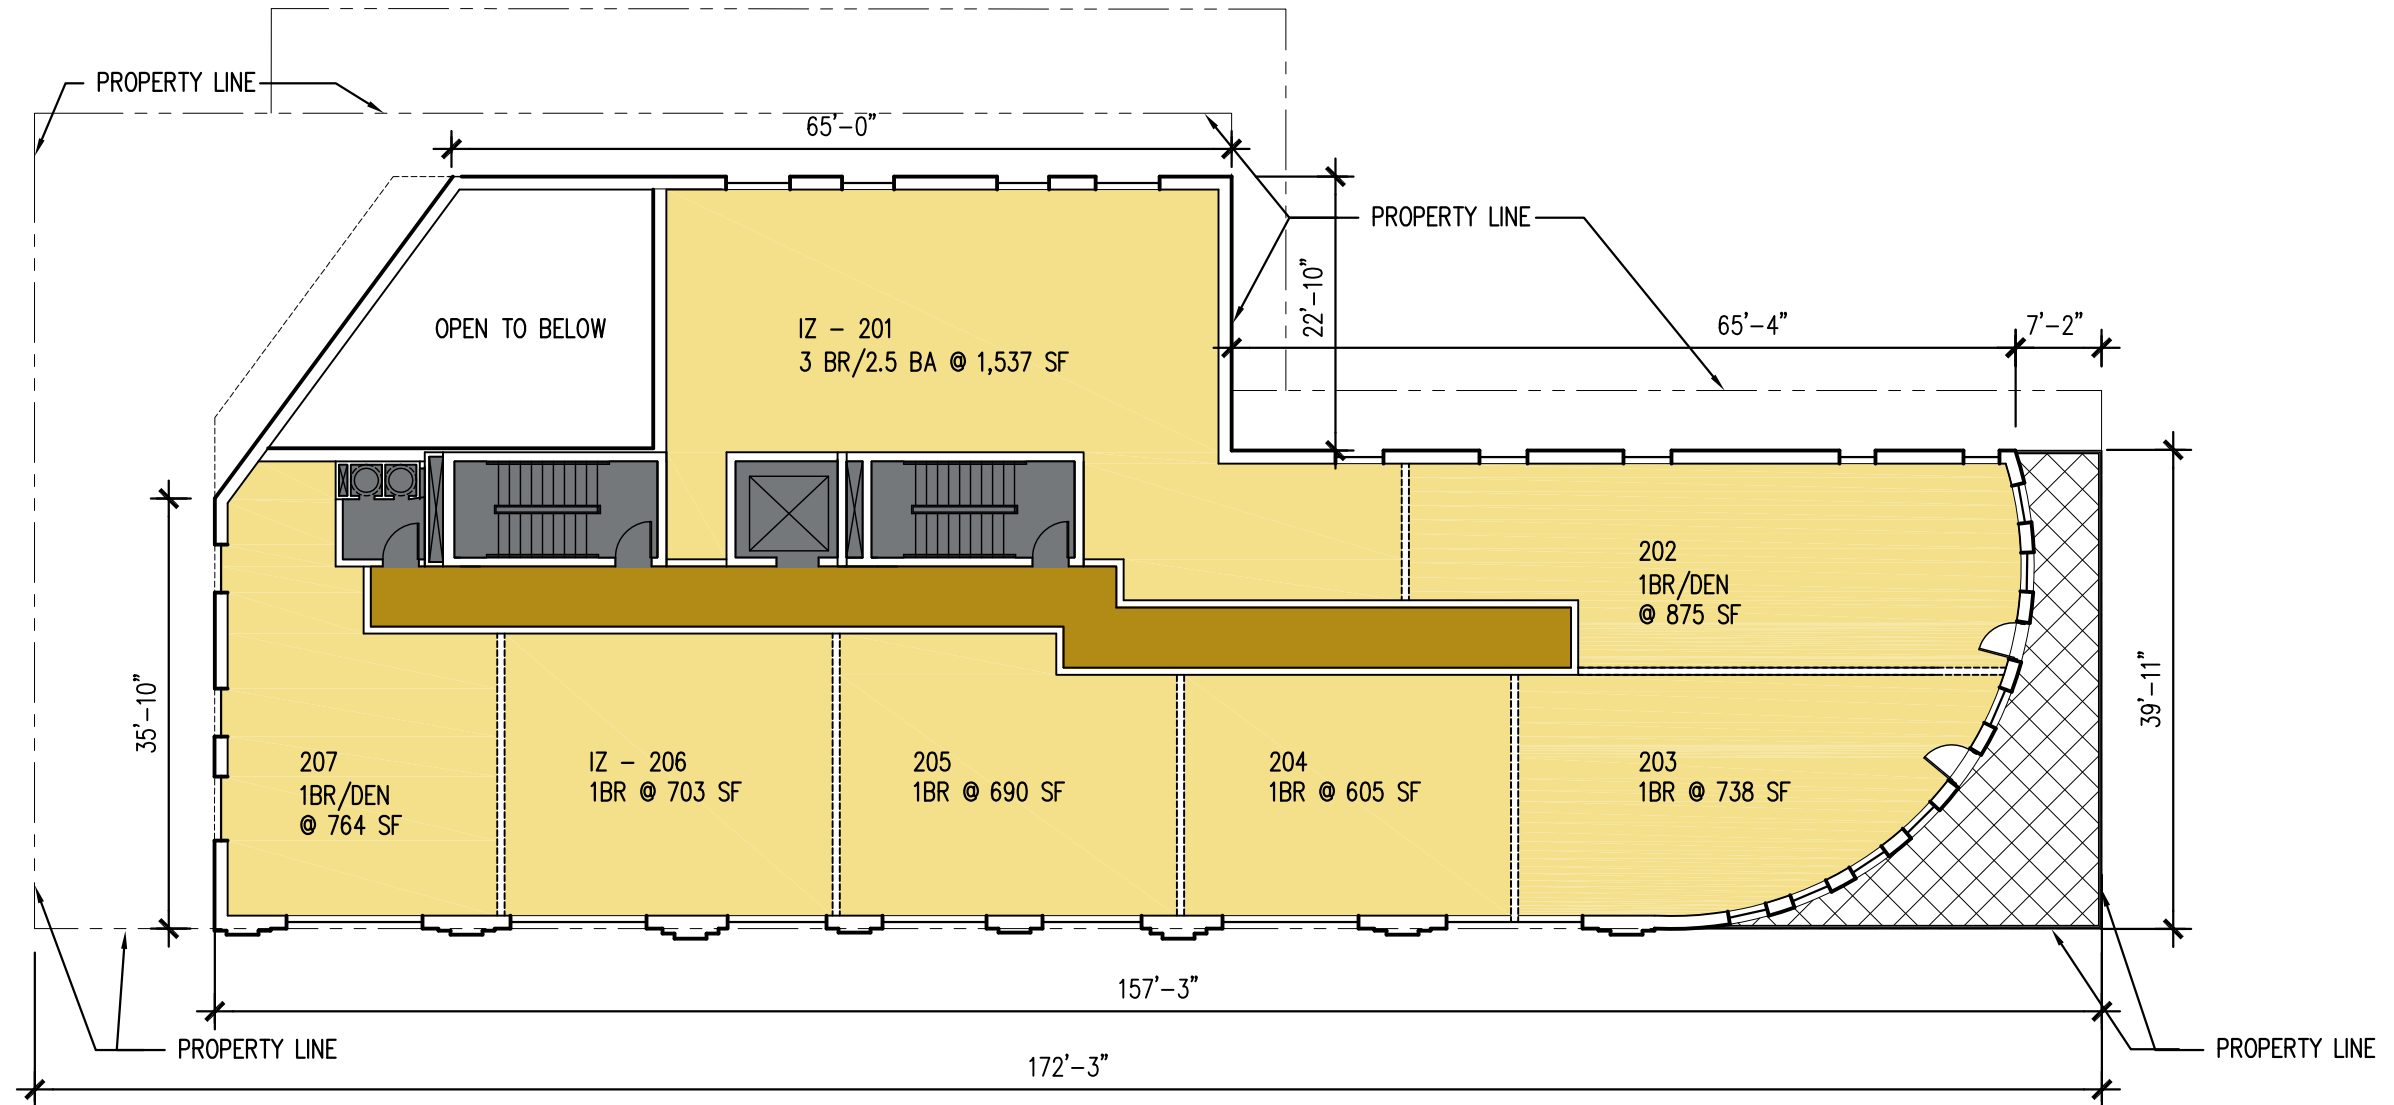 PROPERTY LINE
65'-0"
PROPERTY LINE
22'-10"
OPEN TO BELOW
IZ - 201
3 BR/2.5 BA @ 1,537 SF
65'-4"
7'-2"
202
1BR/DEN
@ 875 SF
35'-10"
39'-11"
207
1BR/DEN
@ 764 SF
IZ - 206
1BR @ 703 SF
205
1BR @ 690 SF
204
1BR @ 605 SF
203
1BR @ 738 SF
157'-3"
PROPERTY LINE
PROPERTY LINE
172'-3"